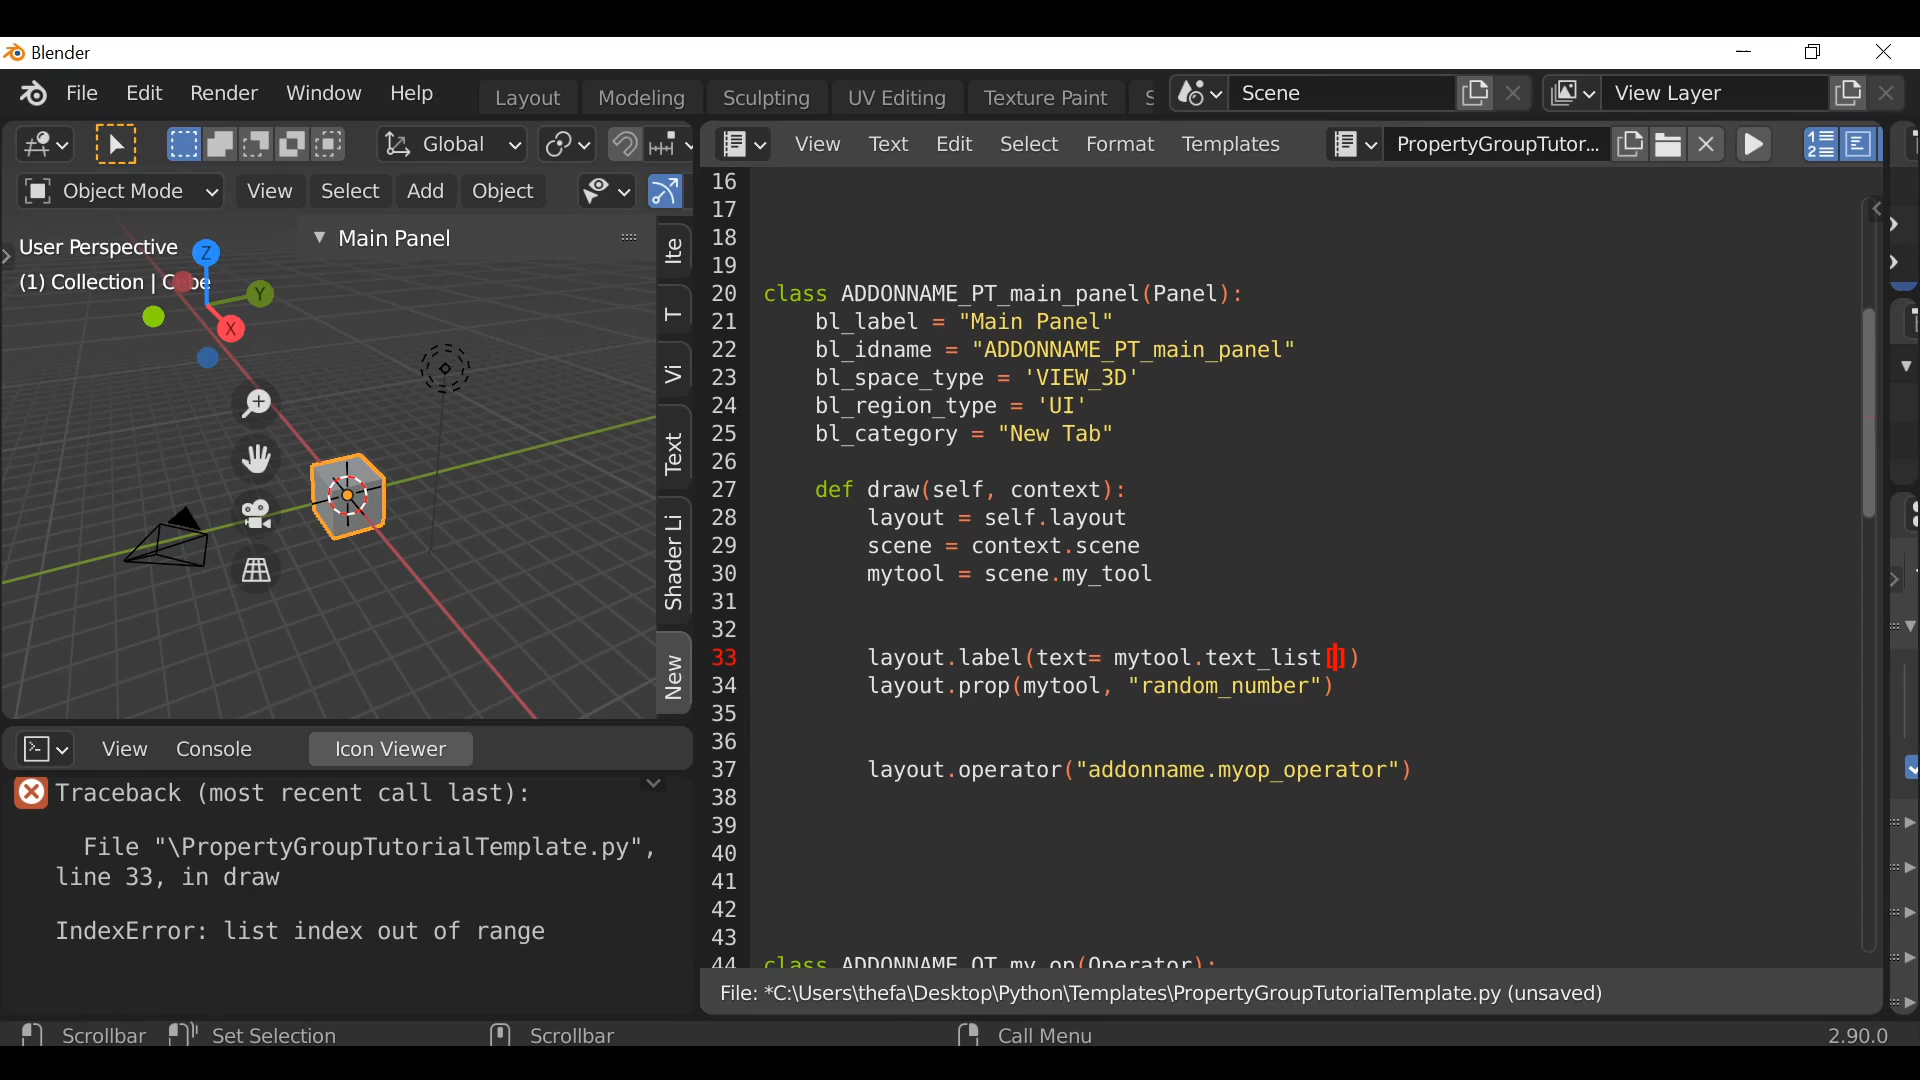 Blender
File Edit Render Window Help Layout Modeling Sculpting UV Editing Texture Paint S Scene View Layer
Global
Object Mode View Select Add Object
User Perspective
(1) Collection | Cube
Main Panel
Z
Y
X
Ite
T
Vi
Text
Shader Li
New
View Text Edit Select Format Templates PropertyGroupTutor...
16
17
18
19
20 class ADDONNAME_PT_main_panel(Panel):
21 bl_label = "Main Panel"
22 bl_idname = "ADDONNAME_PT_main_panel"
23 bl_space_type = 'VIEW_3D'
24 bl_region_type = 'UI'
25 bl_category = "New Tab"
26
27 def draw(self, context):
28 layout = self.layout
29 scene = context.scene
30 mytool = scene.my_tool
31
32
33 layout.label(text= mytool.text_list[])
34 layout.prop(mytool, "random_number")
35
36
37 layout.operator("addonname.myop_operator")
38
39
40
41
42
43
44 class ADDONNAME_OT_my_op(Operator):
File: *C:\Users\thefa\Desktop\Python\Templates\PropertyGroupTutorialTemplate.py (unsaved)
View Console Icon Viewer
Traceback (most recent call last):
File "\PropertyGroupTutorialTemplate.py",
line 33, in draw
IndexError: list index out of range
Scrollbar Set Selection Scrollbar Call Menu 2.90.0